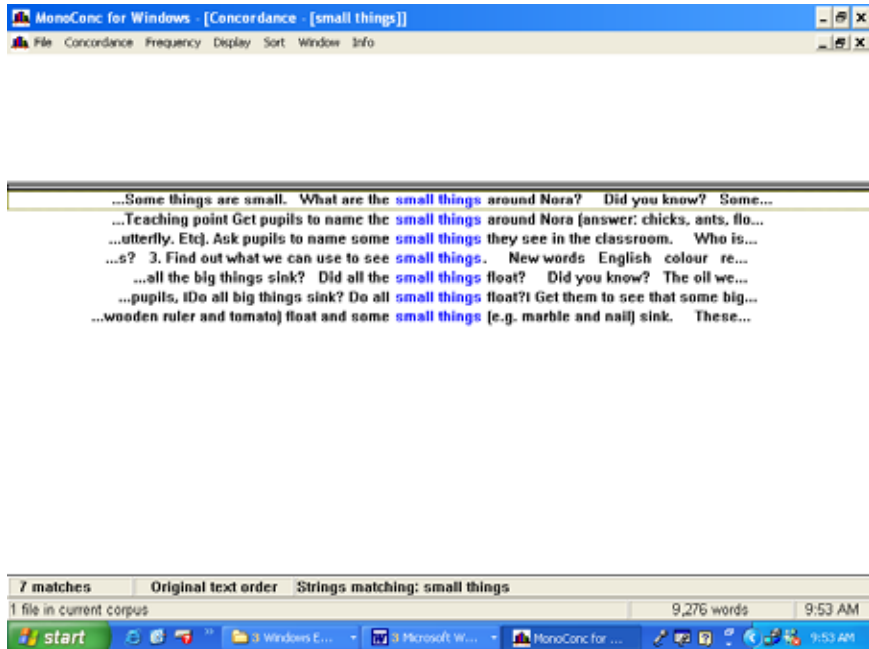 MonoConc for Windows - [Concordance - [small things]]
File Concordance Frequency Display Sort Window Info
...Some things are small. What are the small things around Nora? Did you know? Some...
...Teaching point Get pupils to name the small things around Nora (answer: chicks, ants, flo...
...utterfly. Etc). Ask pupils to name some small things they see in the classroom. Who is...
...s? 3. Find out what we can use to see small things. New words English colour re...
...all the big things sink? Did all the small things float? Did you know? The oil we...
...pupils, IDo all big things sink? Do all small things float?I Get them to see that some big...
...wooden ruler and tomato) float and some small things (e.g. marble and nail) sink. These...
7 matches Original text order Strings matching: small things
1 file in current corpus 9,276 words 9:53 AM
start 3 Windows E... 3 Microsoft W... MonoConc for ... 9:53 AM